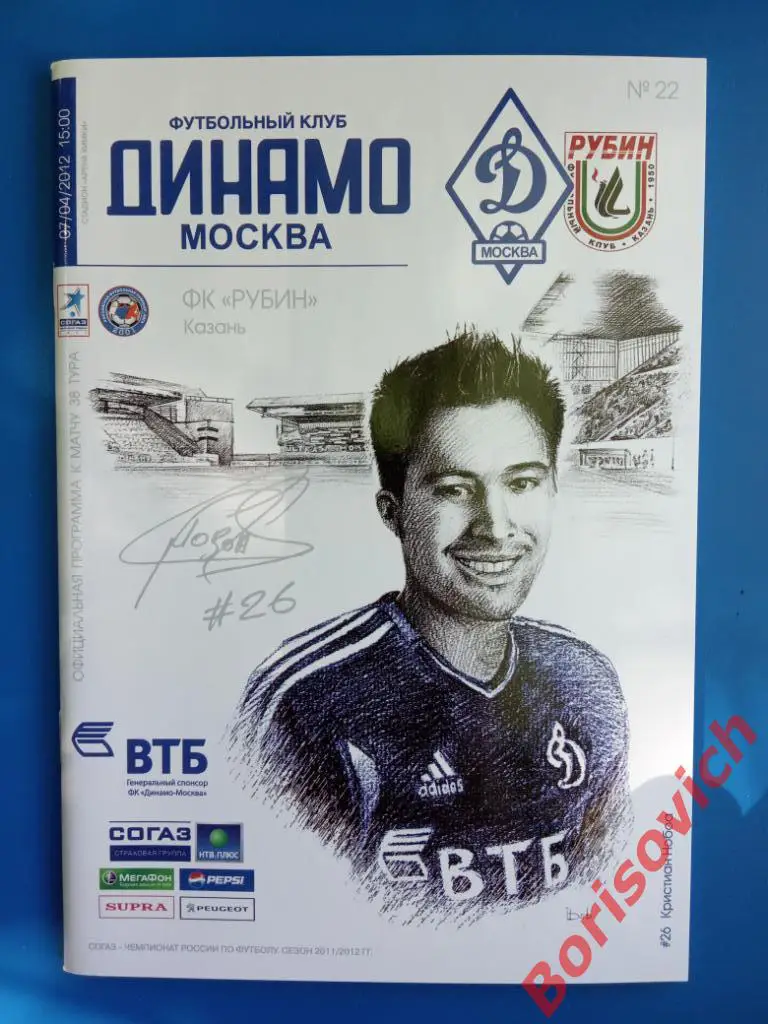 07/04/2012 15:00
СТАДИОН «АРЕНА ХИМКИ»
ФУТБОЛЬНЫЙ КЛУБ
ДИНАМО
МОСКВА
№ 22
Д
МОСКВА
РУБИН
ФУТБОЛЬНЫЙ КЛУБ · КАЗАНЬ · 1950
СОГАЗ
2001
ФК «РУБИН»
Казань
ОФИЦИАЛЬНАЯ ПРОГРАММА К МАТЧУ 38 ТУРА
#26
ВТБ
Генеральный спонсор
ФК «Динамо-Москва»
СОГАЗ
СТРАХОВАЯ ГРУППА
НТВ ПЛЮС
МЕГАФОН
PEPSI
SUPRA
PEUGEOT
adidas
Д
ВТБ
#26 Кристиан Нобоа
СОГАЗ - ЧЕМПИОНАТ РОССИИ ПО ФУТБОЛУ. СЕЗОН 2011/2012 ГГ.
Borisovich